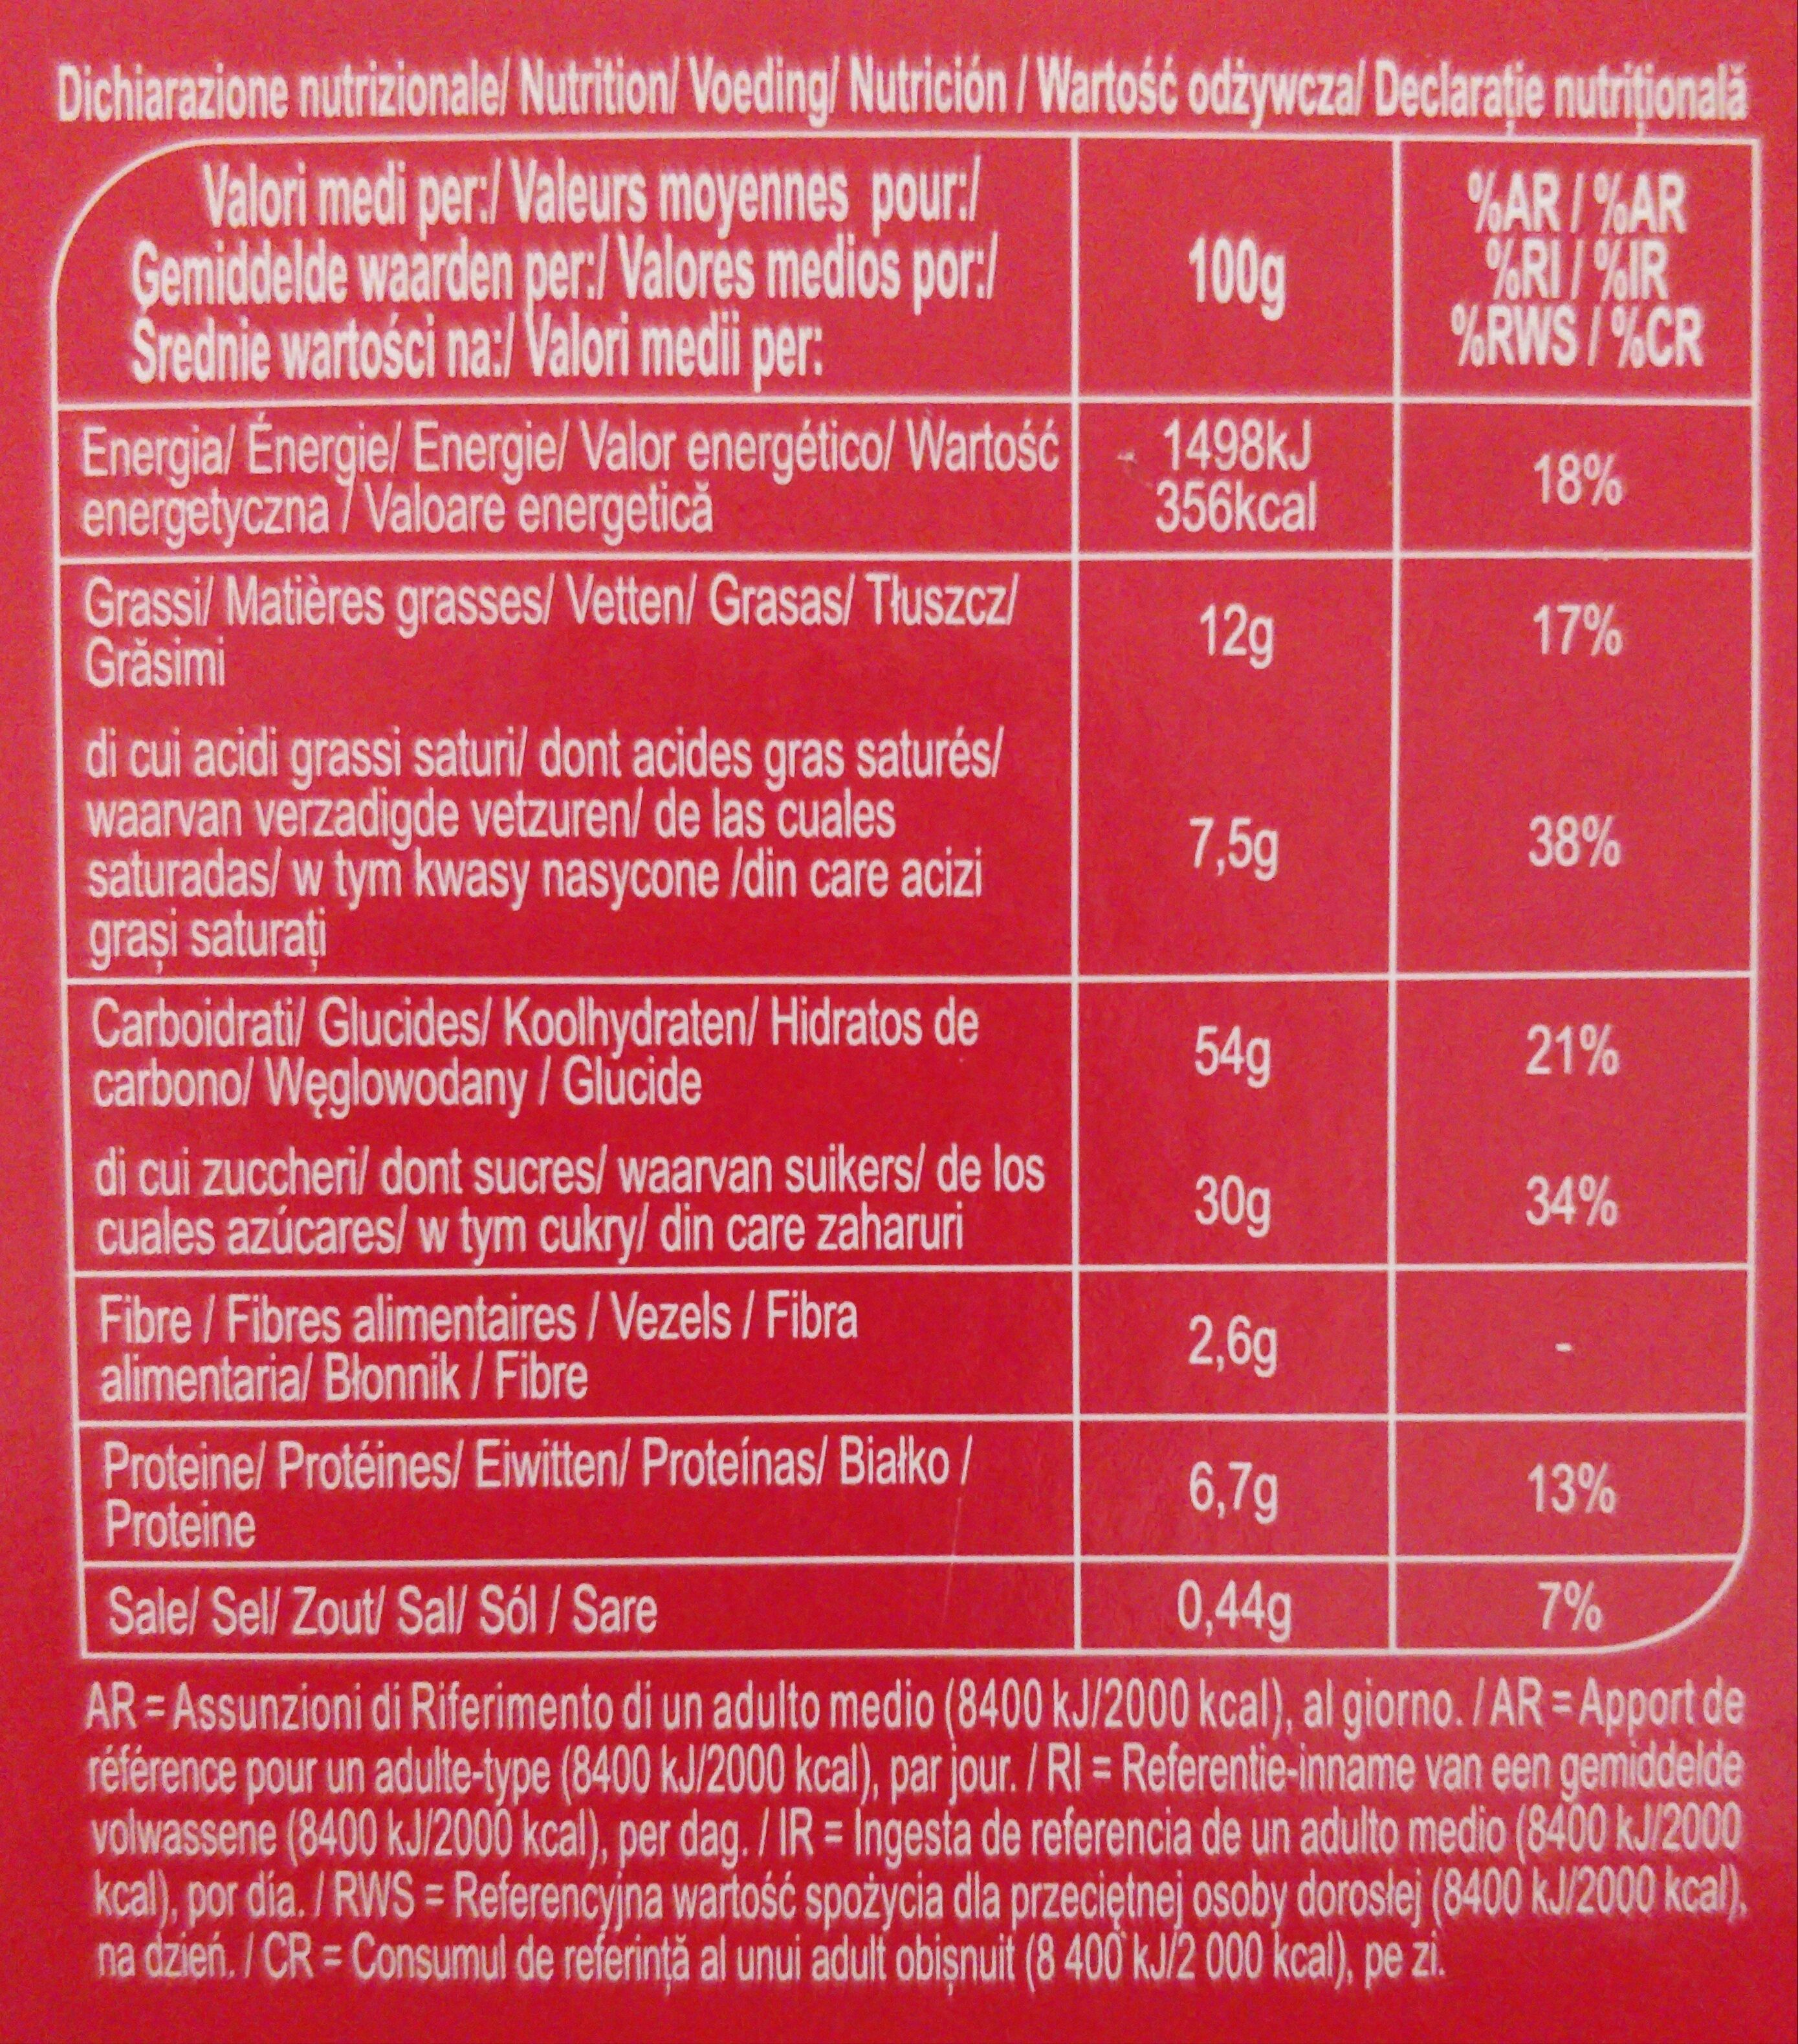 Dichiarazione nutrizionale/ Nutrition/ Voeding/ Nutrición / Wartość odżywcza/ Declarație nutrițională
Valori medi per:/ Valeurs moyennes pour:/
Gemiddelde waarden per:/ Valores medios por:/
Średnie wartości na:/ Valori medii per:
100g
%AR / %AR
%RI / %IR
%RWS / %CR
Energia/ Énergie/ Energie/ Valor energético/ Wartość
energetyczna / Valoare energetică
1498kJ
356kcal
18%
Grassi/ Matières grasses/ Vetten/ Grasas/ Tłuszcz/
Grăsimi
12g
17%
di cui acidi grassi saturi/ dont acides gras saturés/
waarvan verzadigde vetzuren/ de las cuales
saturadas/ w tym kwasy nasycone /din care acizi
grași saturați
7,5g
38%
Carboidrati/ Glucides/ Koolhydraten/ Hidratos de
carbono/ Węglowodany / Glucide
54g
21%
di cui zuccheri/ dont sucres/ waarvan suikers/ de los
cuales azúcares/ w tym cukry/ din care zaharuri
30g
34%
Fibre / Fibres alimentaires / Vezels / Fibra
alimentaria/ Błonnik / Fibre
2,6g
-
Proteine/ Protéines/ Eiwitten/ Proteínas/ Białko /
Proteine
6,7g
13%
Sale/ Sel/ Zout/ Sal/ Sól / Sare
0,44g
7%
AR = Assunzioni di Riferimento di un adulto medio (8400 kJ/2000 kcal), al giorno. / AR = Apport de
référence pour un adulte-type (8400 kJ/2000 kcal), par jour. / RI = Referentie-inname van een gemiddelde
volwassene (8400 kJ/2000 kcal), per dag. / IR = Ingesta de referencia de un adulto medio (8400 kJ/2000
kcal), por día. / RWS = Referencyjna wartość spożycia dla przeciętnej osoby dorosłej (8400 kJ/2000 kcal),
na dzień. / CR = Consumul de referință al unui adult obișnuit (8 400 kJ/2 000 kcal), pe zi.